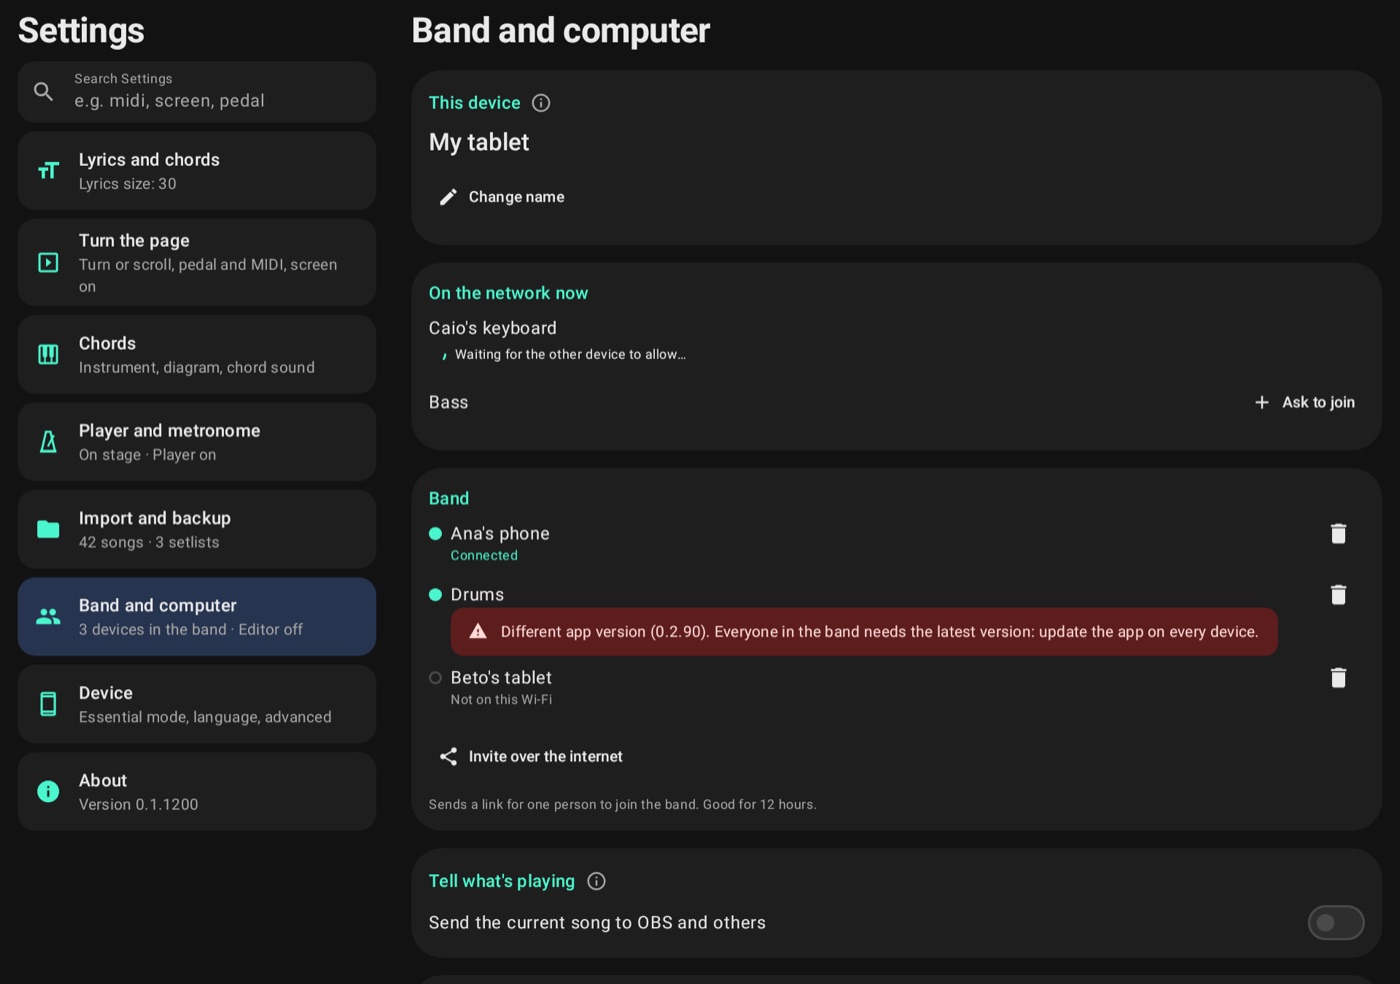 Settings
Search Settings
e.g. midi, screen, pedal
Lyrics and chords
Lyrics size: 30
Turn the page
Turn or scroll, pedal and MIDI, screen
on
Chords
Instrument, diagram, chord sound
Player and metronome
On stage · Player on
Import and backup
42 songs · 3 setlists
Band and computer
3 devices in the band · Editor off
Device
Essential mode, language, advanced
About
Version 0.1.1200
Band and computer
This device
My tablet
Change name
On the network now
Caio's keyboard
Waiting for the other device to allow...
Bass
Ask to join
Band
Ana's phone
Connected
Drums
Different app version (0.2.90). Everyone in the band needs the latest version: update the app on every device.
Beto's tablet
Not on this Wi-Fi
Invite over the internet
Sends a link for one person to join the band. Good for 12 hours.
Tell what's playing
Send the current song to OBS and others